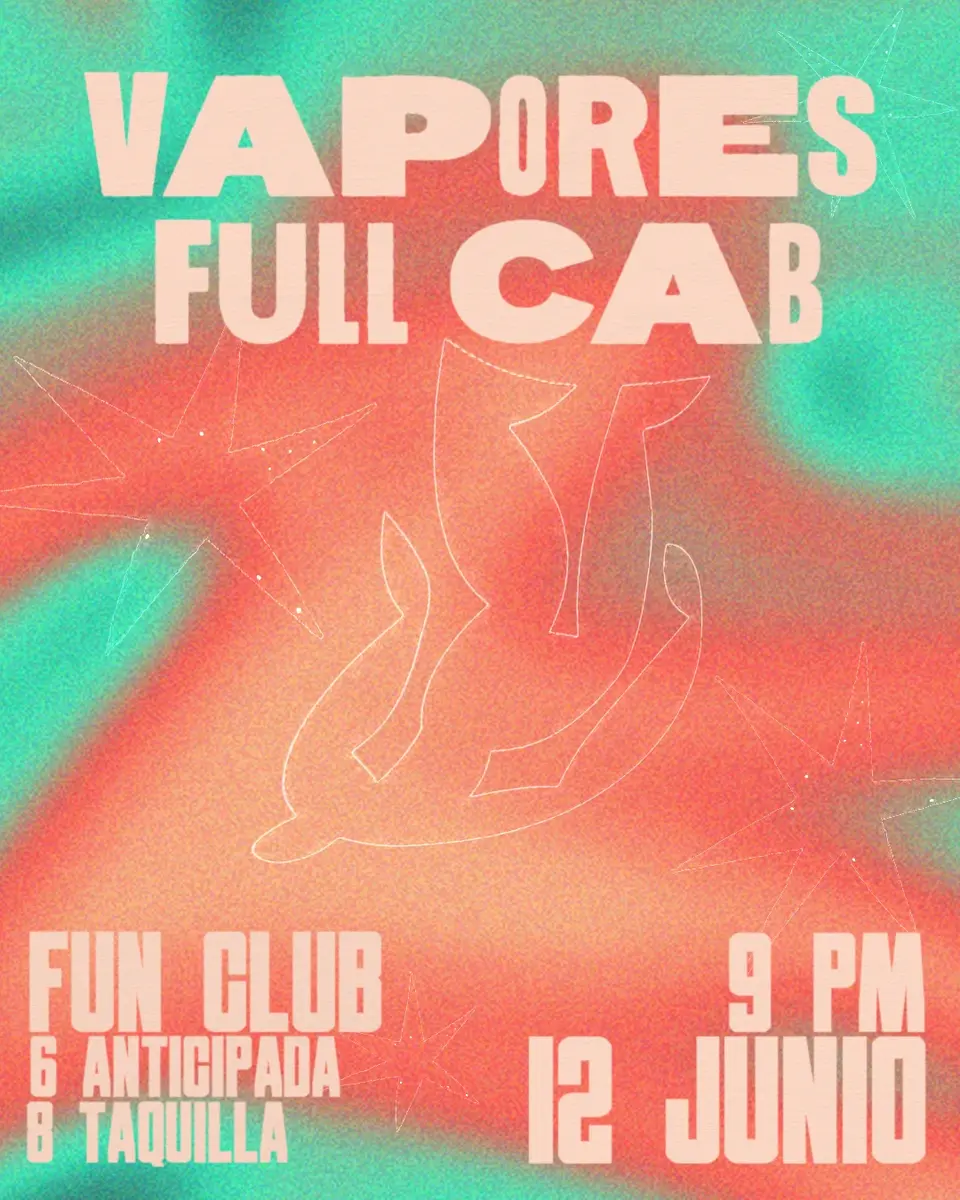 VAPORES
FULL CAB
FUN CLUB
6 ANTICIPADA
8 TAQUILLA
9 PM
12 JUNIO